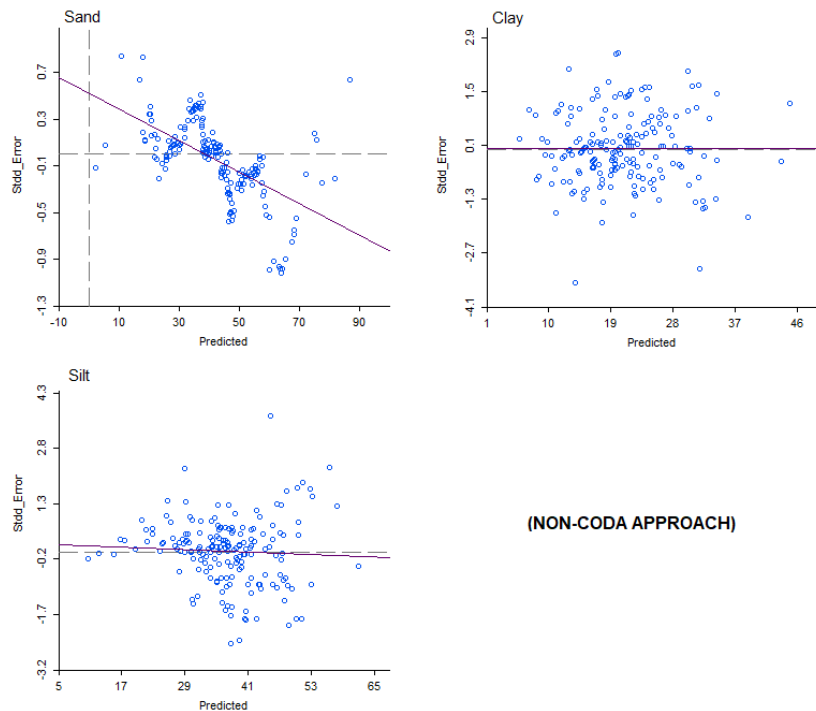 Sand
Stdd_Error
0.7
0.3
-0.1
-0.5
-0.9
-1.3
-10 10 30 50 70 90
Predicted
Clay
Stdd_Error
2.9
1.5
0.1
-1.3
-2.7
-4.1
1 10 19 28 37 46
Predicted
Silt
Stdd_Error
4.3
2.8
1.3
-0.2
-1.7
-3.2
5 17 29 41 53 65
Predicted
(NON-CODA APPROACH)